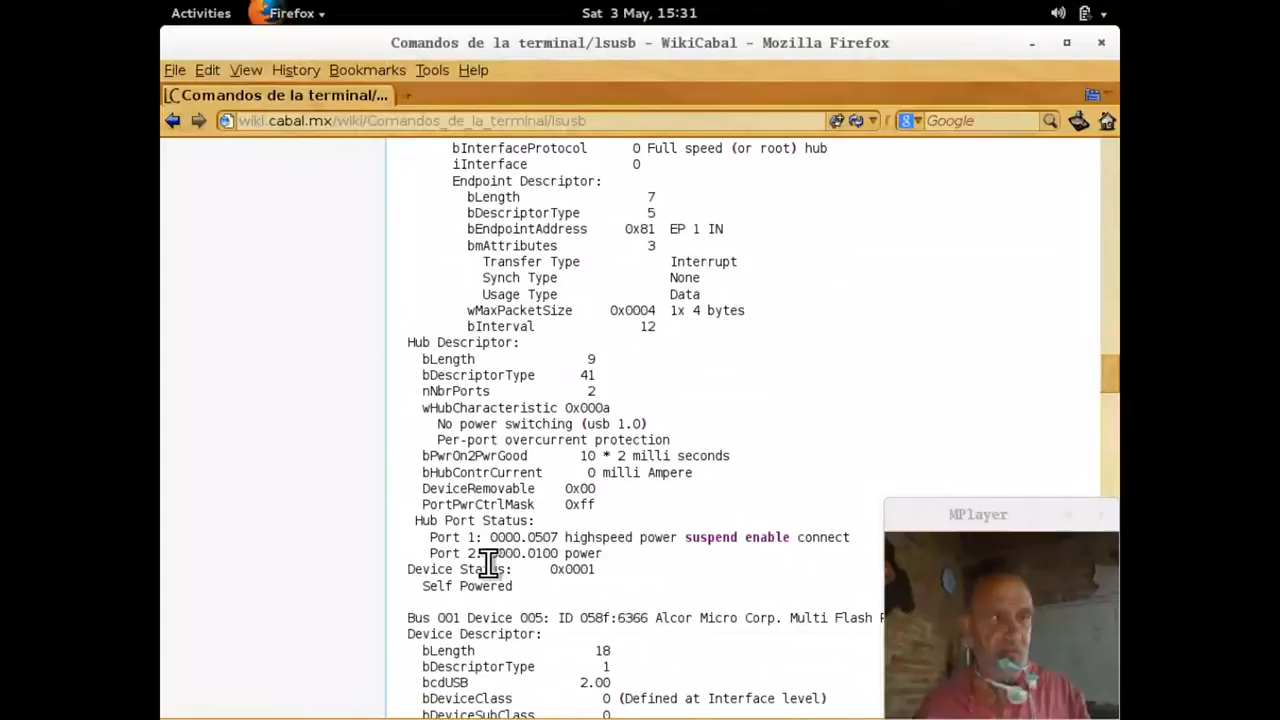 Activities Firefox Sat 3 May, 15:31
Comandos de la terminal/lsusb - WikiCabal - Mozilla Firefox
File Edit View History Bookmarks Tools Help
Comandos de la terminal/...
wiki.cabal.mx/wiki/Comandos_de_la_terminal/lsusb Google
bInterfaceProtocol 0 Full speed (or root) hub
iInterface 0
Endpoint Descriptor:
bLength 7
bDescriptorType 5
bEndpointAddress 0x81 EP 1 IN
bmAttributes 3
Transfer Type Interrupt
Synch Type None
Usage Type Data
wMaxPacketSize 0x0004 1x 4 bytes
bInterval 12
Hub Descriptor:
bLength 9
bDescriptorType 41
nNbrPorts 2
wHubCharacteristic 0x000a
No power switching (usb 1.0)
Per-port overcurrent protection
bPwrOn2PwrGood 10 * 2 milli seconds
bHubContrCurrent 0 milli Ampere
DeviceRemovable 0x00
PortPwrCtrlMask 0xff
Hub Port Status:
Port 1: 0000.0507 highspeed power suspend enable connect
Port 2: 0000.0100 power
Device Status: 0x0001
Self Powered
Bus 001 Device 005: ID 058f:6366 Alcor Micro Corp. Multi Flash
Device Descriptor:
bLength 18
bDescriptorType 1
bcdUSB 2.00
bDeviceClass 0 (Defined at Interface level)
bDeviceSubClass 0
MPlayer